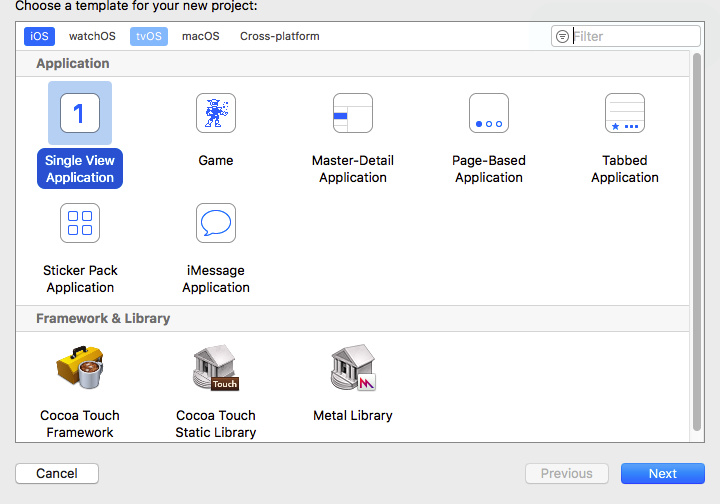 Choose a template for your new project:
iOS watchOS tvOS macOS Cross-platform Filter
Application
1
Single View Application
Game
Master-Detail Application
Page-Based Application
Tabbed Application
Sticker Pack Application
iMessage Application
Framework & Library
Touch
Cocoa Touch Framework
Cocoa Touch Static Library
Metal Library
Cancel Previous Next